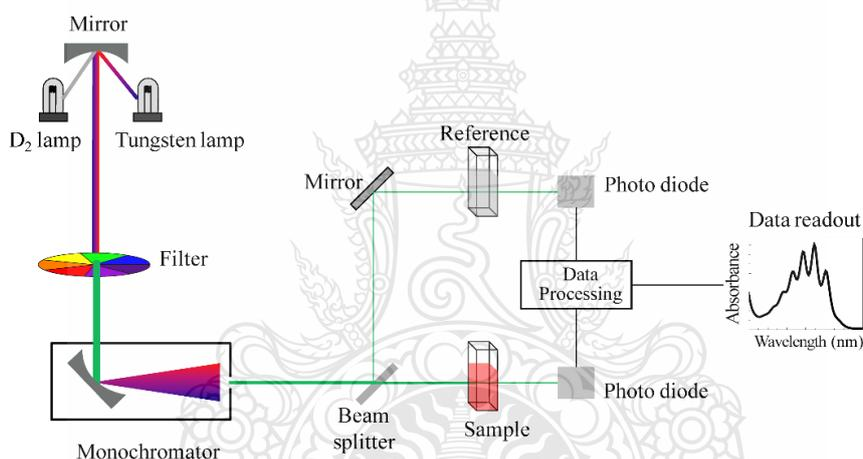 Mirror
D₂ lamp
Tungsten lamp
Filter
Monochromator
Mirror
Beam
splitter
Reference
Sample
Photo diode
Data
Processing
Photo diode
Data readout
Absorbance
Wavelength (nm)